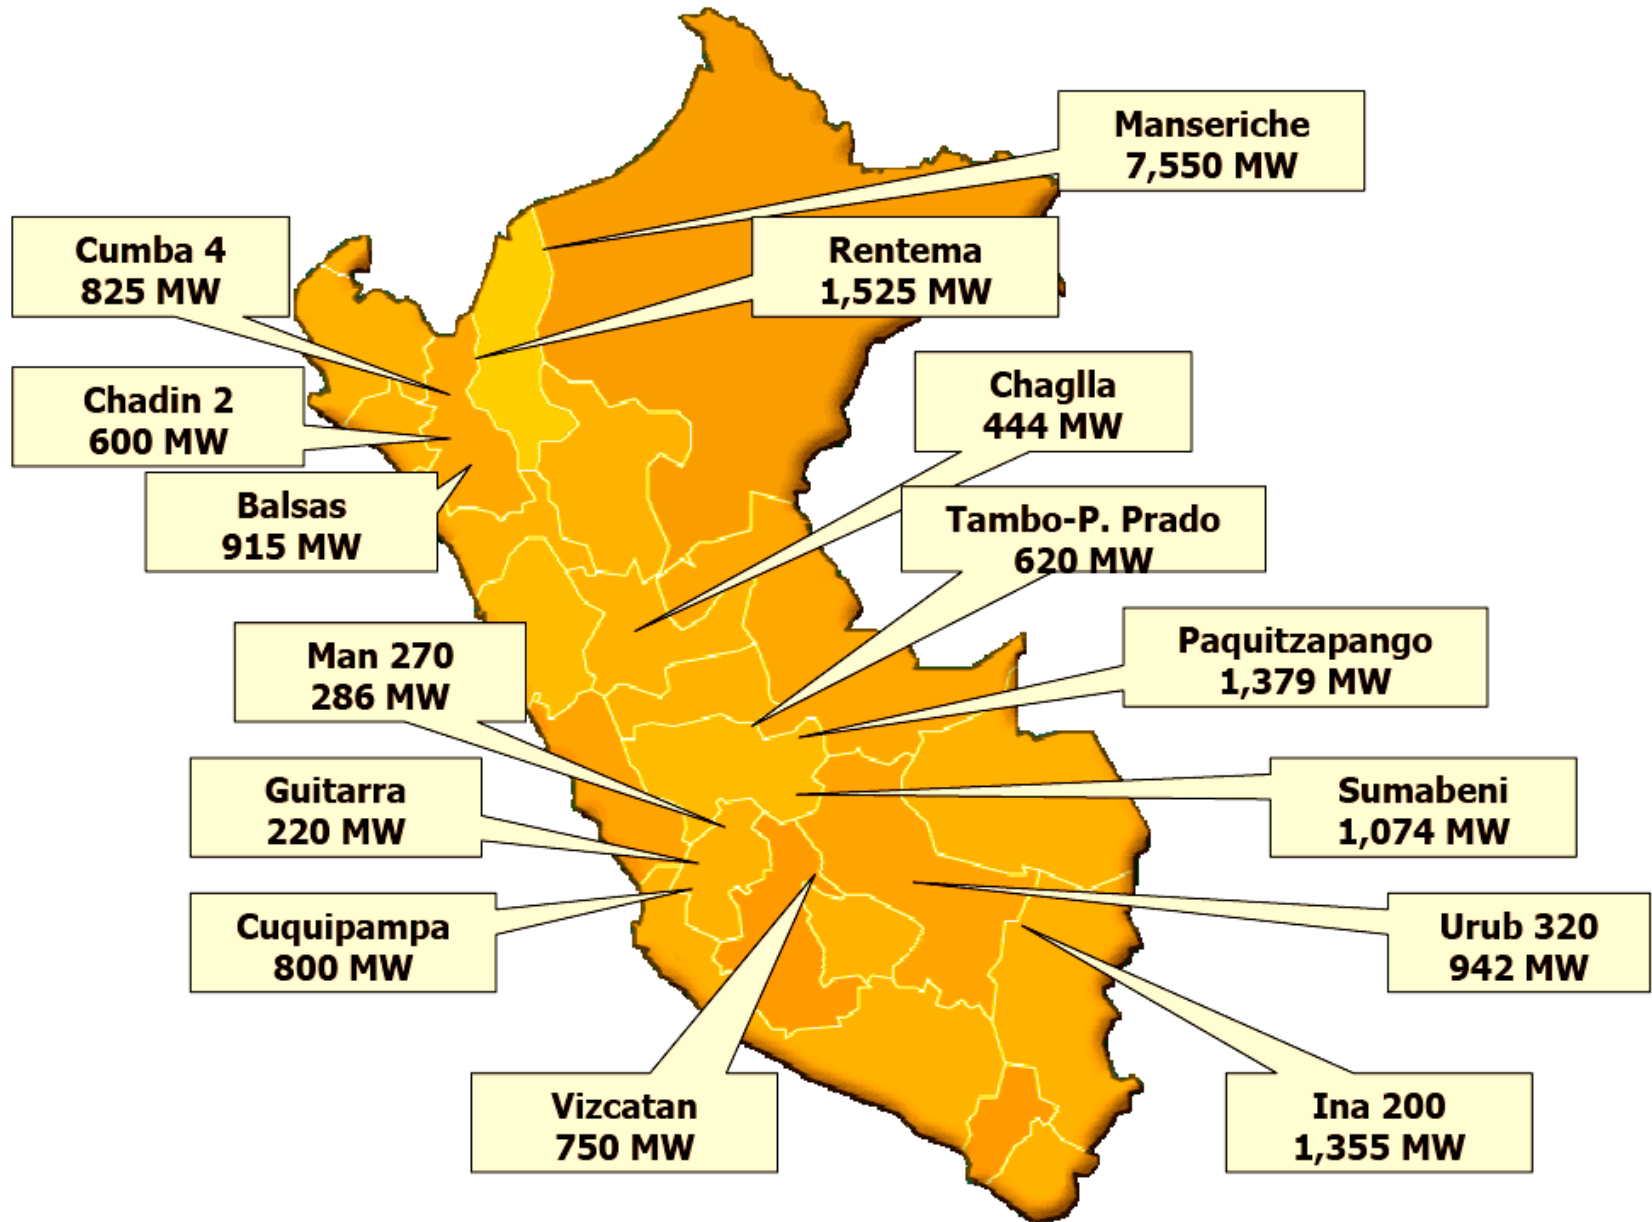 Manseriche
7,550 MW
Cumba 4
825 MW
Rentema
1,525 MW
Chadin 2
600 MW
Chaglla
444 MW
Balsas
915 MW
Tambo-P. Prado
620 MW
Man 270
286 MW
Paquitzapango
1,379 MW
Guitarra
220 MW
Sumabeni
1,074 MW
Cuquipampa
800 MW
Urub 320
942 MW
Vizcatan
750 MW
Ina 200
1,355 MW